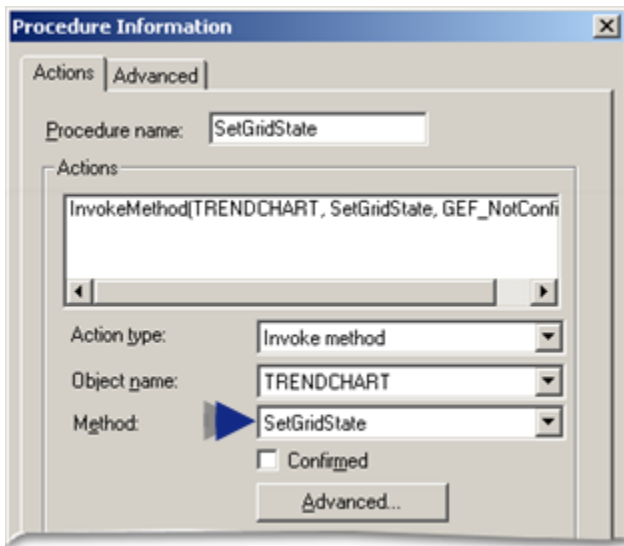 Procedure Information
Actions Advanced
Procedure name: SetGridState
Actions
InvokeMethod(TRENDCHART, SetGridState, GEF_NotConfi
Action type: Invoke method
Object name: TRENDCHART
Method: SetGridState
Confirmed
Advanced...